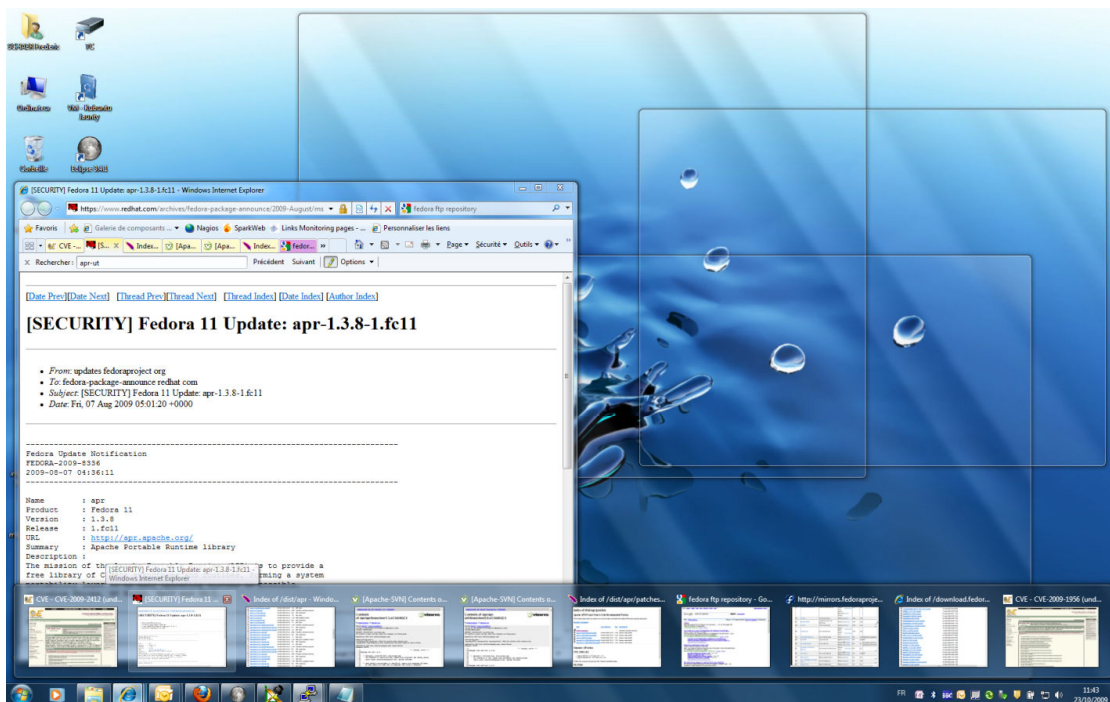 PC
Ordinateur
VM - Kubuntu
Corbeille
[SECURITY] Fedora 11 Update: apr-1.3.8-1.fc11 - Windows Internet Explorer
https://www.redhat.com/archives/fedora-package-announce/2009-August/ms
fedora ftp repository
Favoris
Galerie de composants ...
Nagios
SparkWeb
Links Monitoring pages - ...
Personnaliser les liens
CVE -...
[S...
Index...
[Apa...
[Apa...
Index...
Fedor...
Page
Sécurité
Outils
Rechercher:
apr-ut
Précédent
Suivant
Options
[Date Prev][Date Next] [Thread Prev][Thread Next] [Thread Index] [Date Index] [Author Index]
[SECURITY] Fedora 11 Update: apr-1.3.8-1.fc11
From: updates fedoraproject org
To: fedora-package-announce redhat com
Subject: [SECURITY] Fedora 11 Update: apr-1.3.8-1.fc11
Date: Fri, 07 Aug 2009 05:01:20 +0000
--------------------------------------------------------------------------------
Fedora Update Notification
FEDORA-2009-8336
2009-08-07 04:36:11
--------------------------------------------------------------------------------
Name : apr
Product : Fedora 11
Version : 1.3.8
Release : 1.fc11
URL : http://apr.apache.org/
Summary : Apache Portable Runtime library
Description :
The mission of the
is to provide a
[SECURITY] Fedora 11 Update: apr-1.3.8-1.fc11 -
Windows Internet Explorer
free library of C
rming a system
CVE - CVE-2009-2412 (und...
[SECURITY] Fedora 11 ...
Index of /dist/apr - Windo...
[Apache-SVN] Contents o...
[Apache-SVN] Contents o...
Index of /dist/apr/patches...
fedora ftp repository - Go...
http://mirrors.fedoraproje...
Index of /download.fedor...
CVE - CVE-2009-1956 (und...
FR
11:43
23/10/2009